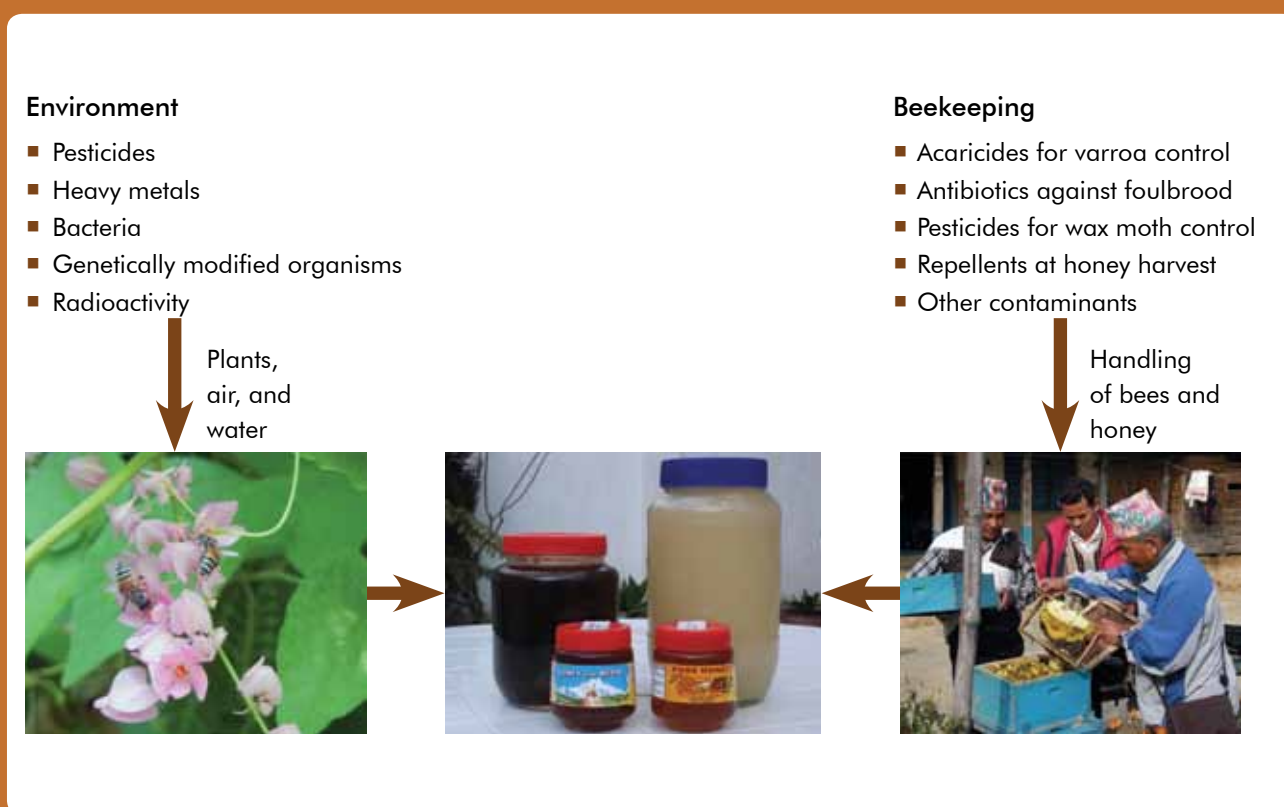 Environment
■ Pesticides
■ Heavy metals
■ Bacteria
■ Genetically modified organisms
■ Radioactivity
Plants,
air, and
water
Beekeeping
■ Acaricides for varroa control
■ Antibiotics against foulbrood
■ Pesticides for wax moth control
■ Repellents at honey harvest
■ Other contaminants
Handling
of bees and
honey